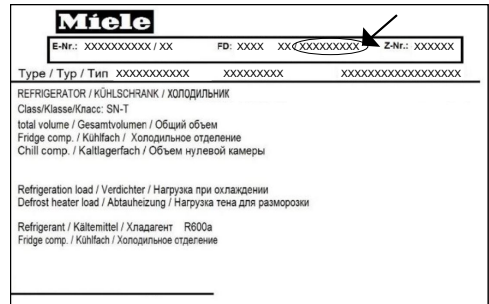 Miele
E-Nr.: XXXXXXXXXX / XX FD: XXXX XX XXXXXXXXX Z-Nr.: XXXXXX
Type / Typ / Тип XXXXXXXXXXX XXXXXXXXX XXXXXXXXXXXXXXXXXX
REFRIGERATOR / KÜHLSCHRANK / ХОЛОДИЛЬНИК
Class/Klasse/Класс: SN-T
total volume / Gesamtvolumen / Общий объем
Fridge comp. / Kühlfach / Холодильное отделение
Chill comp. / Kaltlagerfach / Объем нулевой камеры
Refrigeration load / Verdichter / Нагрузка при охлаждении
Defrost heater load / Abtauheizung / Нагрузка тена для разморозки
Refrigerant / Kältemittel / Хладагент R600a
Fridge comp. / Kühlfach / Холодильное отделение